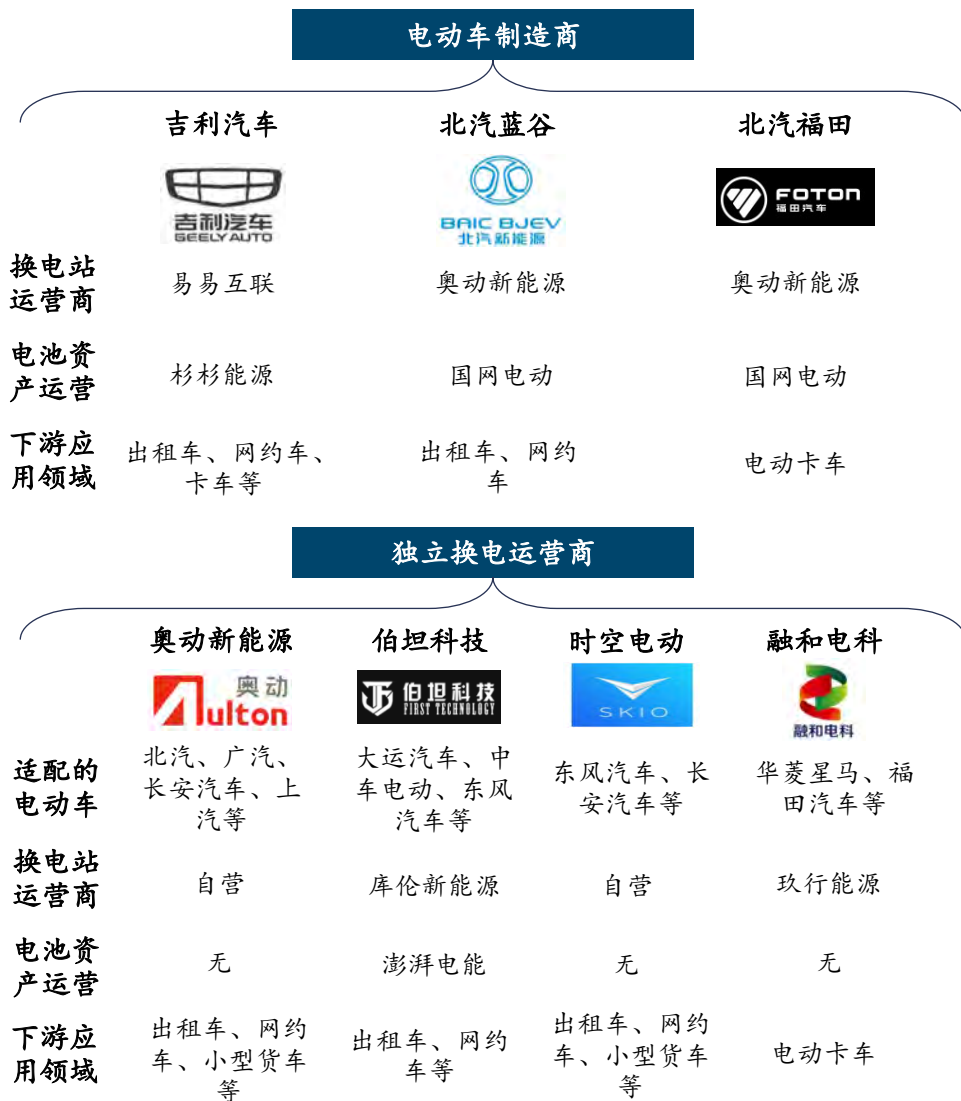 电动车制造商
吉利汽车
北汽蓝谷
北汽福田
吉利汽车
GEELY AUTO
BAIC BJEV
北汽新能源
FOTON
福田汽车
换电站
运营商
易易互联
奥动新能源
奥动新能源
电池资
产运营
杉杉能源
国网电动
国网电动
下游应
用领域
出租车、网约车、
卡车等
出租车、网约
车
电动卡车
独立换电运营商
奥动新能源
伯坦科技
时空电动
融和电科
奥动
Aulton
伯坦科技
FIRST TECHNOLOGY
SKIO
融和电科
适配的
电动车
北汽、广汽、
长安汽车、上
汽等
大运汽车、中
车电动、东风
汽车等
东风汽车、长
安汽车等
华菱星马、福
田汽车等
换电站
运营商
自营
库伦新能源
自营
玖行能源
电池资
产运营
无
澎湃电能
无
无
下游应
用领域
出租车、网约
车、小型货车
等
出租车、网约
车等
出租车、网约
车、小型货车
等
电动卡车